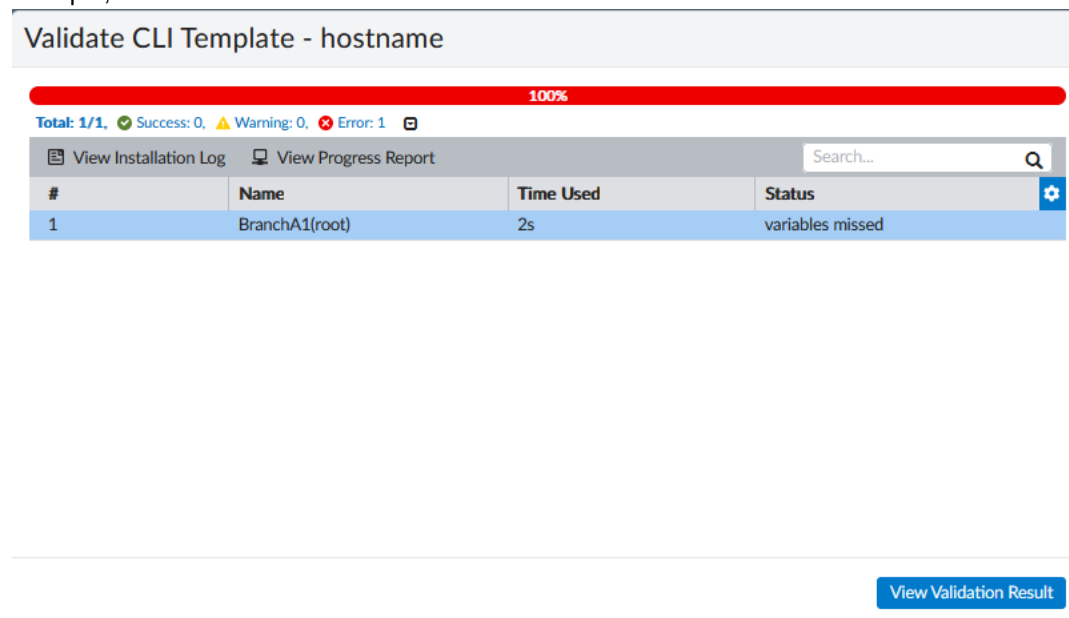 Validate CLI Template - hostname
100%
Total: 1/1, Success: 0, Warning: 0, Error: 1
View Installation Log View Progress Report Search...
# Name Time Used Status
1 BranchA1(root) 2s variables missed
View Validation Result